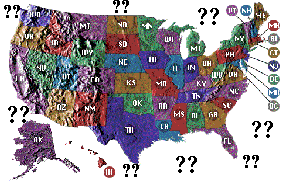 ??
??
VT
NH
ME
WA
MT
ND
MN
OR
ID
SD
WI
MI
NY
MA
RI
CT
NJ
DE
MD
DC
WY
NV
UT
CO
NE
IA
IL
IN
OH
PA
WV
VA
CA
KS
MO
KY
NC
TN
SC
AZ
NM
OK
AR
MS
AL
GA
TX
LA
FL
AK
HI
??
??
??
??
??